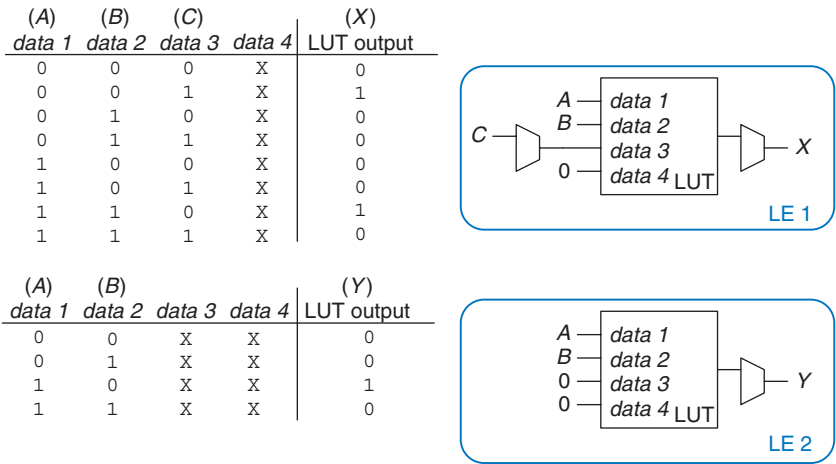 (A) (B) (C) (X)
data 1 data 2 data 3 data 4 LUT output
0 0 0 X 0
0 0 1 X 1
0 1 0 X 0
0 1 1 X 0
1 0 0 X 0
1 0 1 X 0
1 1 0 X 1
1 1 1 X 0
A data 1
B data 2
C data 3 X
0 data 4 LUT
LE 1
(A) (B) (Y)
data 1 data 2 data 3 data 4 LUT output
0 0 X X 0
0 1 X X 0
1 0 X X 1
1 1 X X 0
A data 1
B data 2
0 data 3 Y
0 data 4 LUT
LE 2